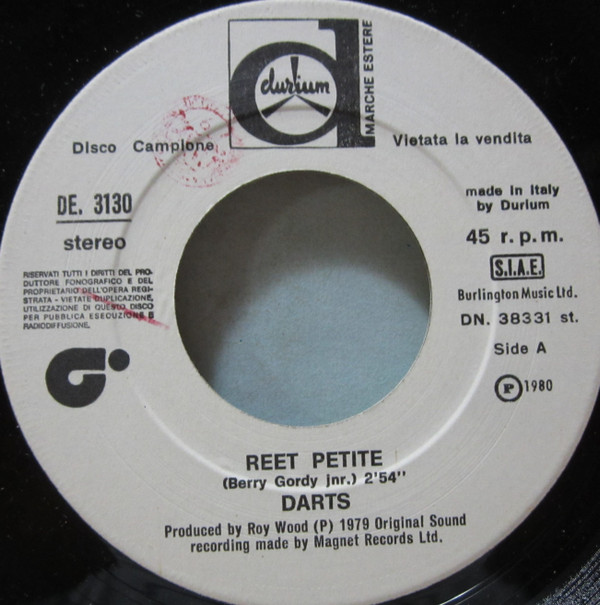 durium
MARCHE ESTERE
Disco Campione
Vietata la vendita
DE. 3130
stereo
made in Italy
by Durium
45 r.p.m.
S.I.A.E.
Burlington Music Ltd.
DN. 38331 st.
Side A
RISERVATI TUTTI I DIRITTI DEL PRO-
DUTTORE FONOGRAFICO E DEL
PROPRIETARIO DELL'OPERA REGI-
STRATA - VIETATE DUPLICAZIONE,
UTILIZZAZIONE DI QUESTO DISCO
PER PUBBLICA ESECUZIONE E
RADIODIFFUSIONE.
Ⓟ 1980
REET PETITE
(Berry Gordy jnr.) 2'54"
DARTS
Produced by Roy Wood (P) 1979 Original Sound
recording made by Magnet Records Ltd.